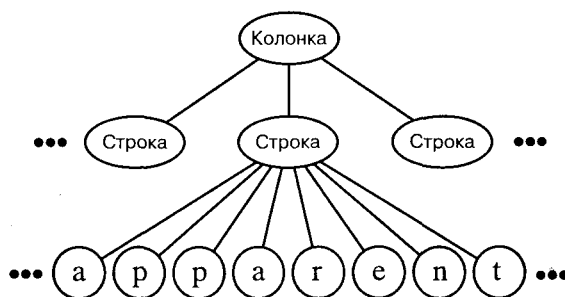 Колонка
••• Строка Строка Строка •••
••• a p p a r e n t •••